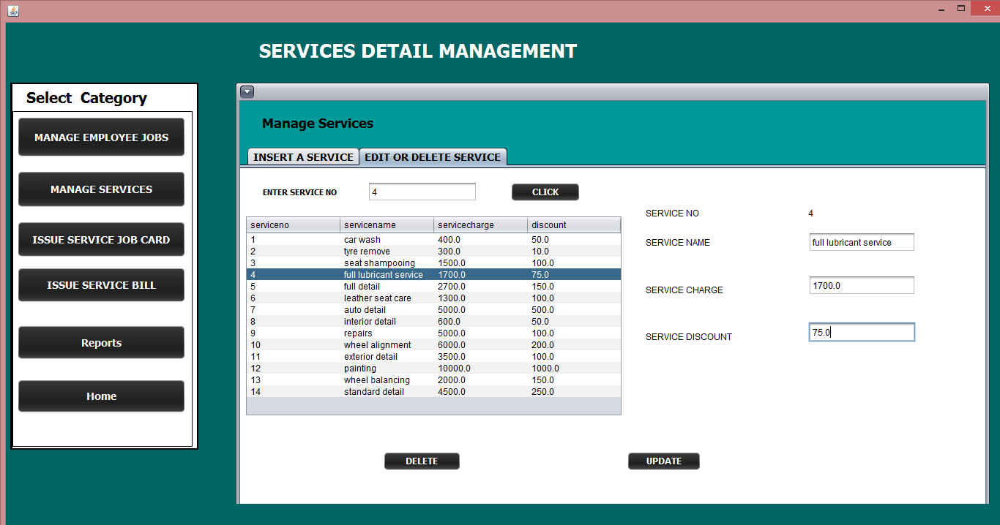 SERVICES DETAIL MANAGEMENT
Select Category
MANAGE EMPLOYEE JOBS
MANAGE SERVICES
ISSUE SERVICE JOB CARD
ISSUE SERVICE BILL
Reports
Home
Manage Services
INSERT A SERVICE EDIT OR DELETE SERVICE
ENTER SERVICE NO 4 CLICK
serviceno servicename servicecharge discount
1 car wash 400.0 50.0
2 tyre remove 300.0 10.0
3 seat shampooing 1500.0 100.0
4 full lubricant service 1700.0 75.0
5 full detail 2700.0 150.0
6 leather seat care 1300.0 100.0
7 auto detail 5000.0 500.0
8 interior detail 600.0 50.0
9 repairs 5000.0 100.0
10 wheel alignment 6000.0 200.0
11 exterior detail 3500.0 100.0
12 painting 10000.0 1000.0
13 wheel balancing 2000.0 150.0
14 standard detail 4500.0 250.0
SERVICE NO 4
SERVICE NAME full lubricant service
SERVICE CHARGE 1700.0
SERVICE DISCOUNT 75.0
DELETE UPDATE